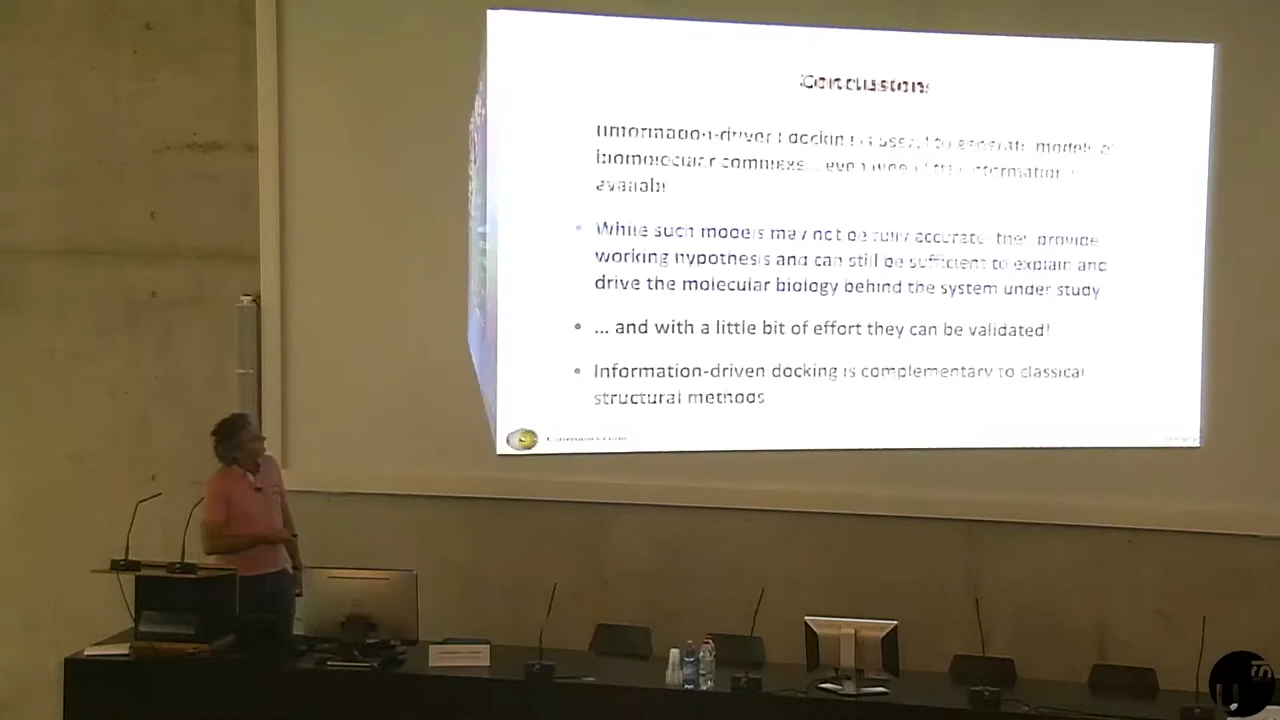 Conclusions
Information-driven docking is useful to generate models of
biomolecular complexes, even when little information is
available
• While such models may not be fully accurate, they provide
working hypothesis and can still be sufficient to explain and
drive the molecular biology behind the system under study
• ... and with a little bit of effort they can be validated!
• Information-driven docking is complementary to classical
structural methods